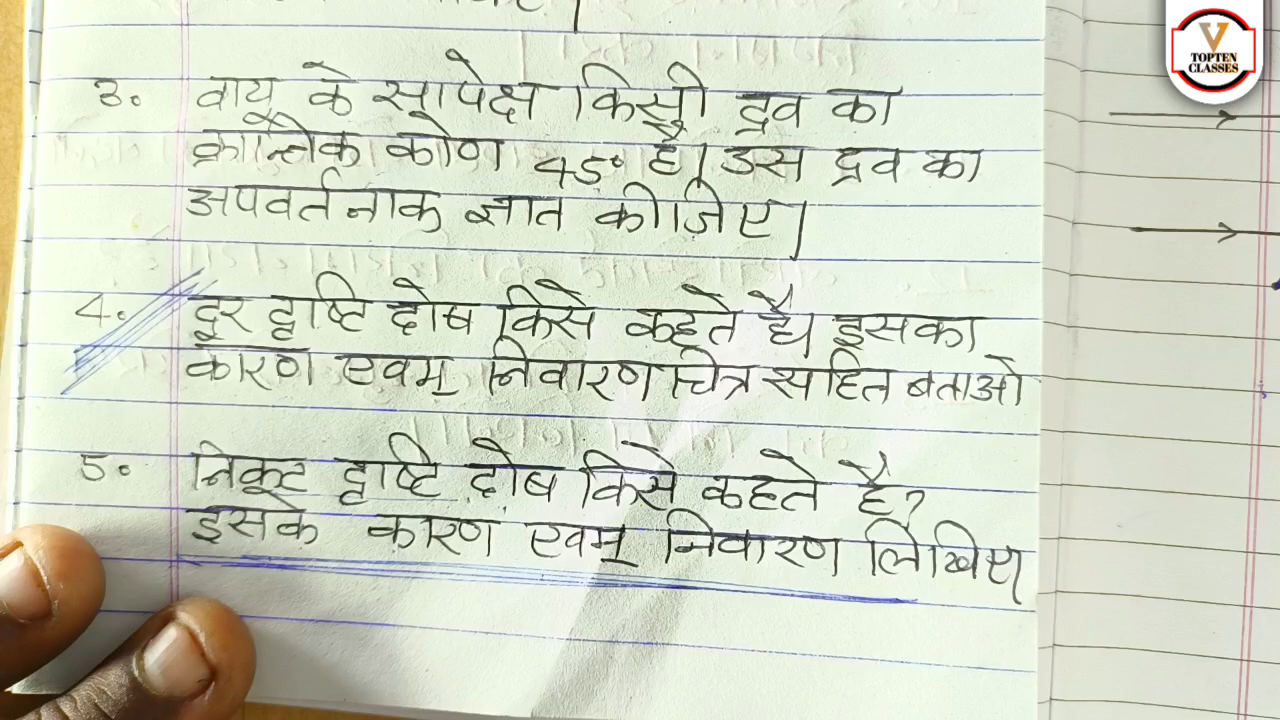 3. वायु के सापेक्ष किसी द्रव का
क्रान्तिक कोण 45° है। उस द्रव का
अपवर्तनाक ज्ञात कीजिए।
4. दूर दृष्टि दोष किसे कहते है। इसका
कारण एवम् निवारण चित्र सहित बताओ
5. निकट दृष्टि दोष किसे कहते है?
इसके कारण एवम् निवारण लिखिए
V
TOPTEN
CLASSES